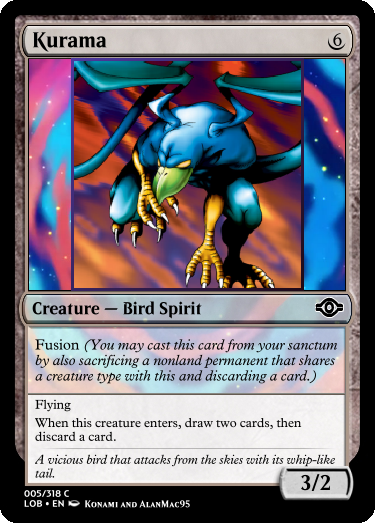 Kurama 6
Creature — Bird Spirit
Fusion (You may cast this card from your sanctum
by also sacrificing a nonland permanent that shares
a creature type with this and discarding a card.)
Flying
When this creature enters, draw two cards, then
discard a card.
A vicious bird that attacks from the skies with its whip-like
tail.
3/2
005/318 C
LOB • EN Konami and AlanMac95